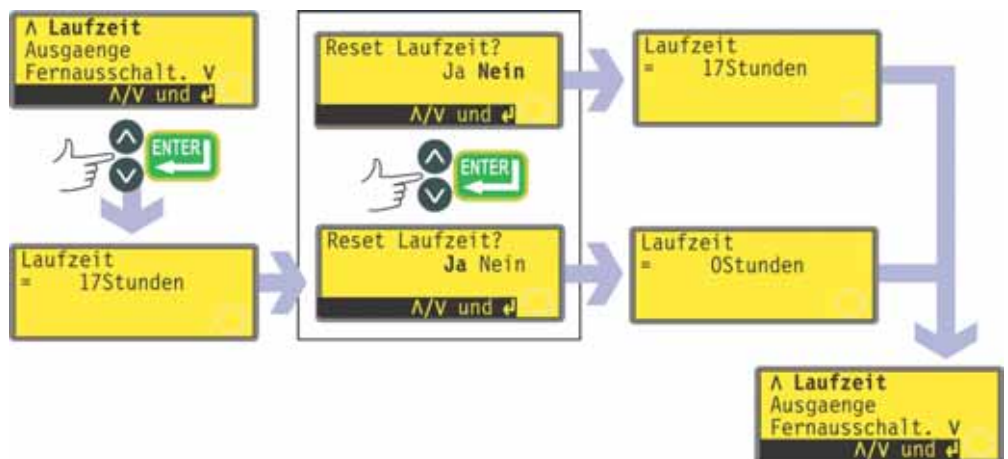 Λ Laufzeit
Ausgaenge
Fernausschalt. V
Λ/V und ↲
ENTER
Laufzeit
= 17Stunden
Reset Laufzeit?
Ja Nein
Λ/V und ↲
ENTER
Reset Laufzeit?
Ja Nein
Λ/V und ↲
Laufzeit
= 17Stunden
Laufzeit
= 0Stunden
Λ Laufzeit
Ausgaenge
Fernausschalt. V
Λ/V und ↲